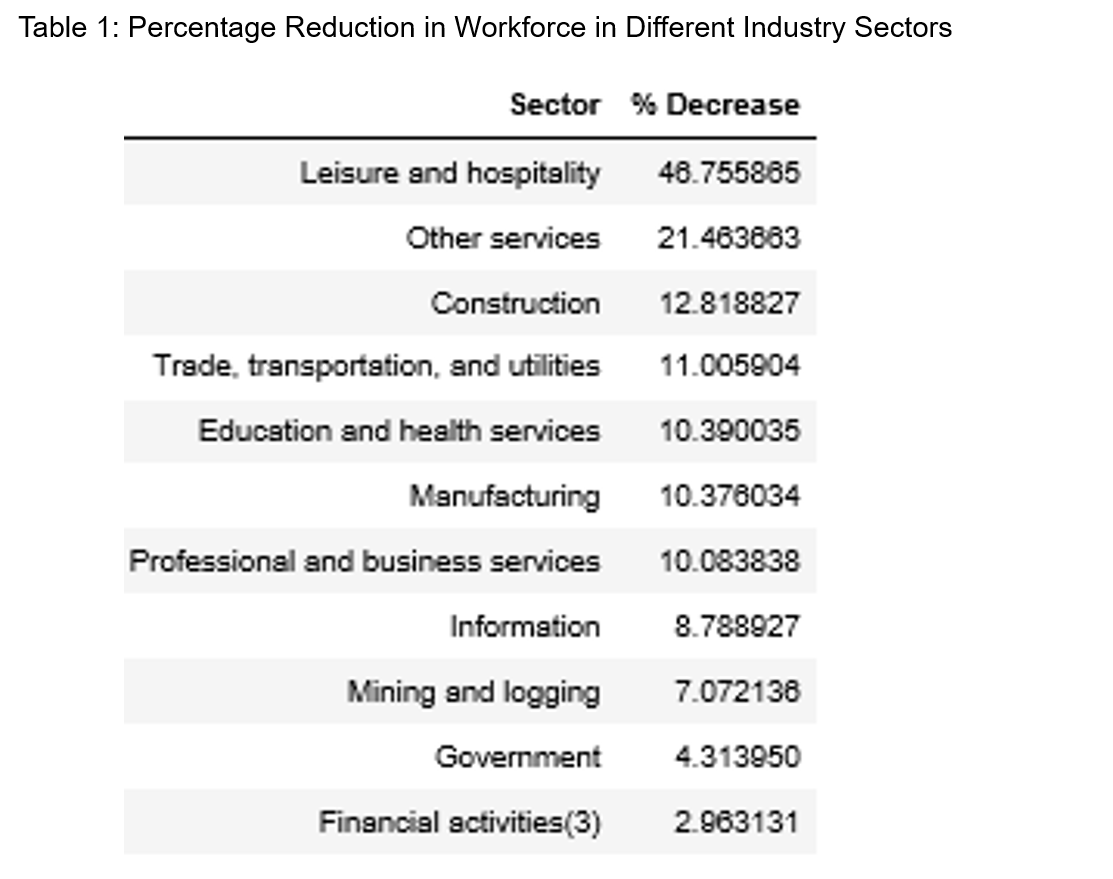 Table 1: Percentage Reduction in Workforce in Different Industry Sectors
Sector % Decrease
Leisure and hospitality 46.755865
Other services 21.463663
Construction 12.818827
Trade, transportation, and utilities 11.005904
Education and health services 10.390035
Manufacturing 10.376034
Professional and business services 10.083838
Information 8.788927
Mining and logging 7.072136
Government 4.313950
Financial activities(3) 2.963131